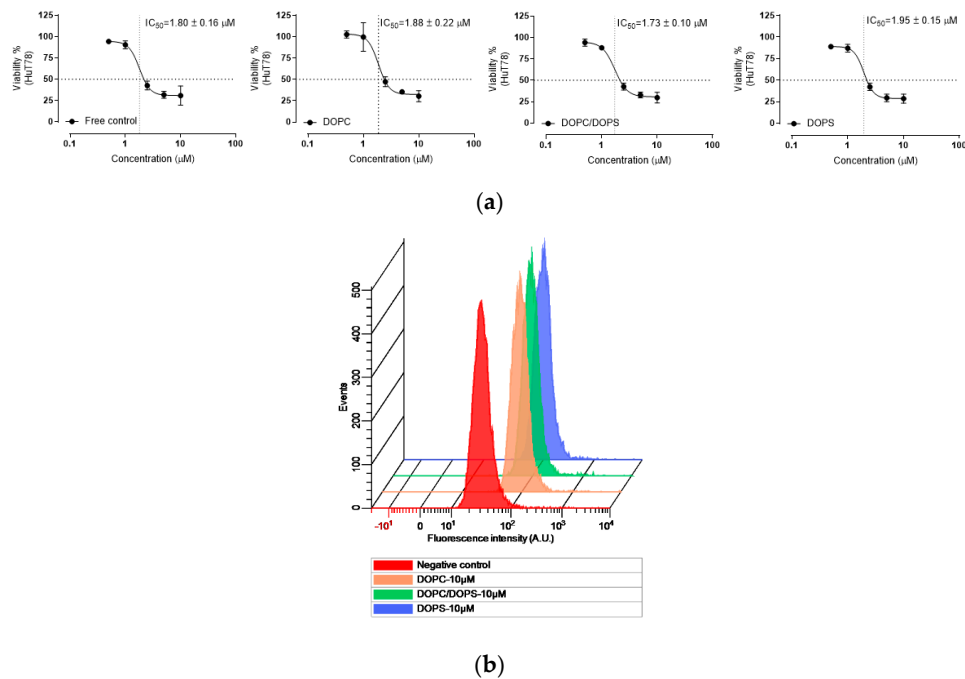 IC50=1.80 ± 0.16 μM
Viability %
(HuT78)
125
100
75
50
25
0
Free control
0.1
1
10
100
Concentration (μM)
IC50=1.88 ± 0.22 μM
Viability %
(HuT78)
125
100
75
50
25
0
DOPC
0.1
1
10
100
Concentration (μM)
IC50=1.73 ± 0.10 μM
Viability %
(HuT78)
125
100
75
50
25
0
DOPC/DOPS
0.1
1
10
100
Concentration (μM)
IC50=1.95 ± 0.15 μM
Viability %
(HuT78)
125
100
75
50
25
0
DOPS
0.1
1
10
100
Concentration (μM)
(a)
500
400
300
200
100
0
Events
-10¹ 0 10¹ 10² 10³ 10⁴
Fluorescence intensity (A.U.)
Negative control
DOPC-10μM
DOPC/DOPS-10μM
DOPS-10μM
(b)